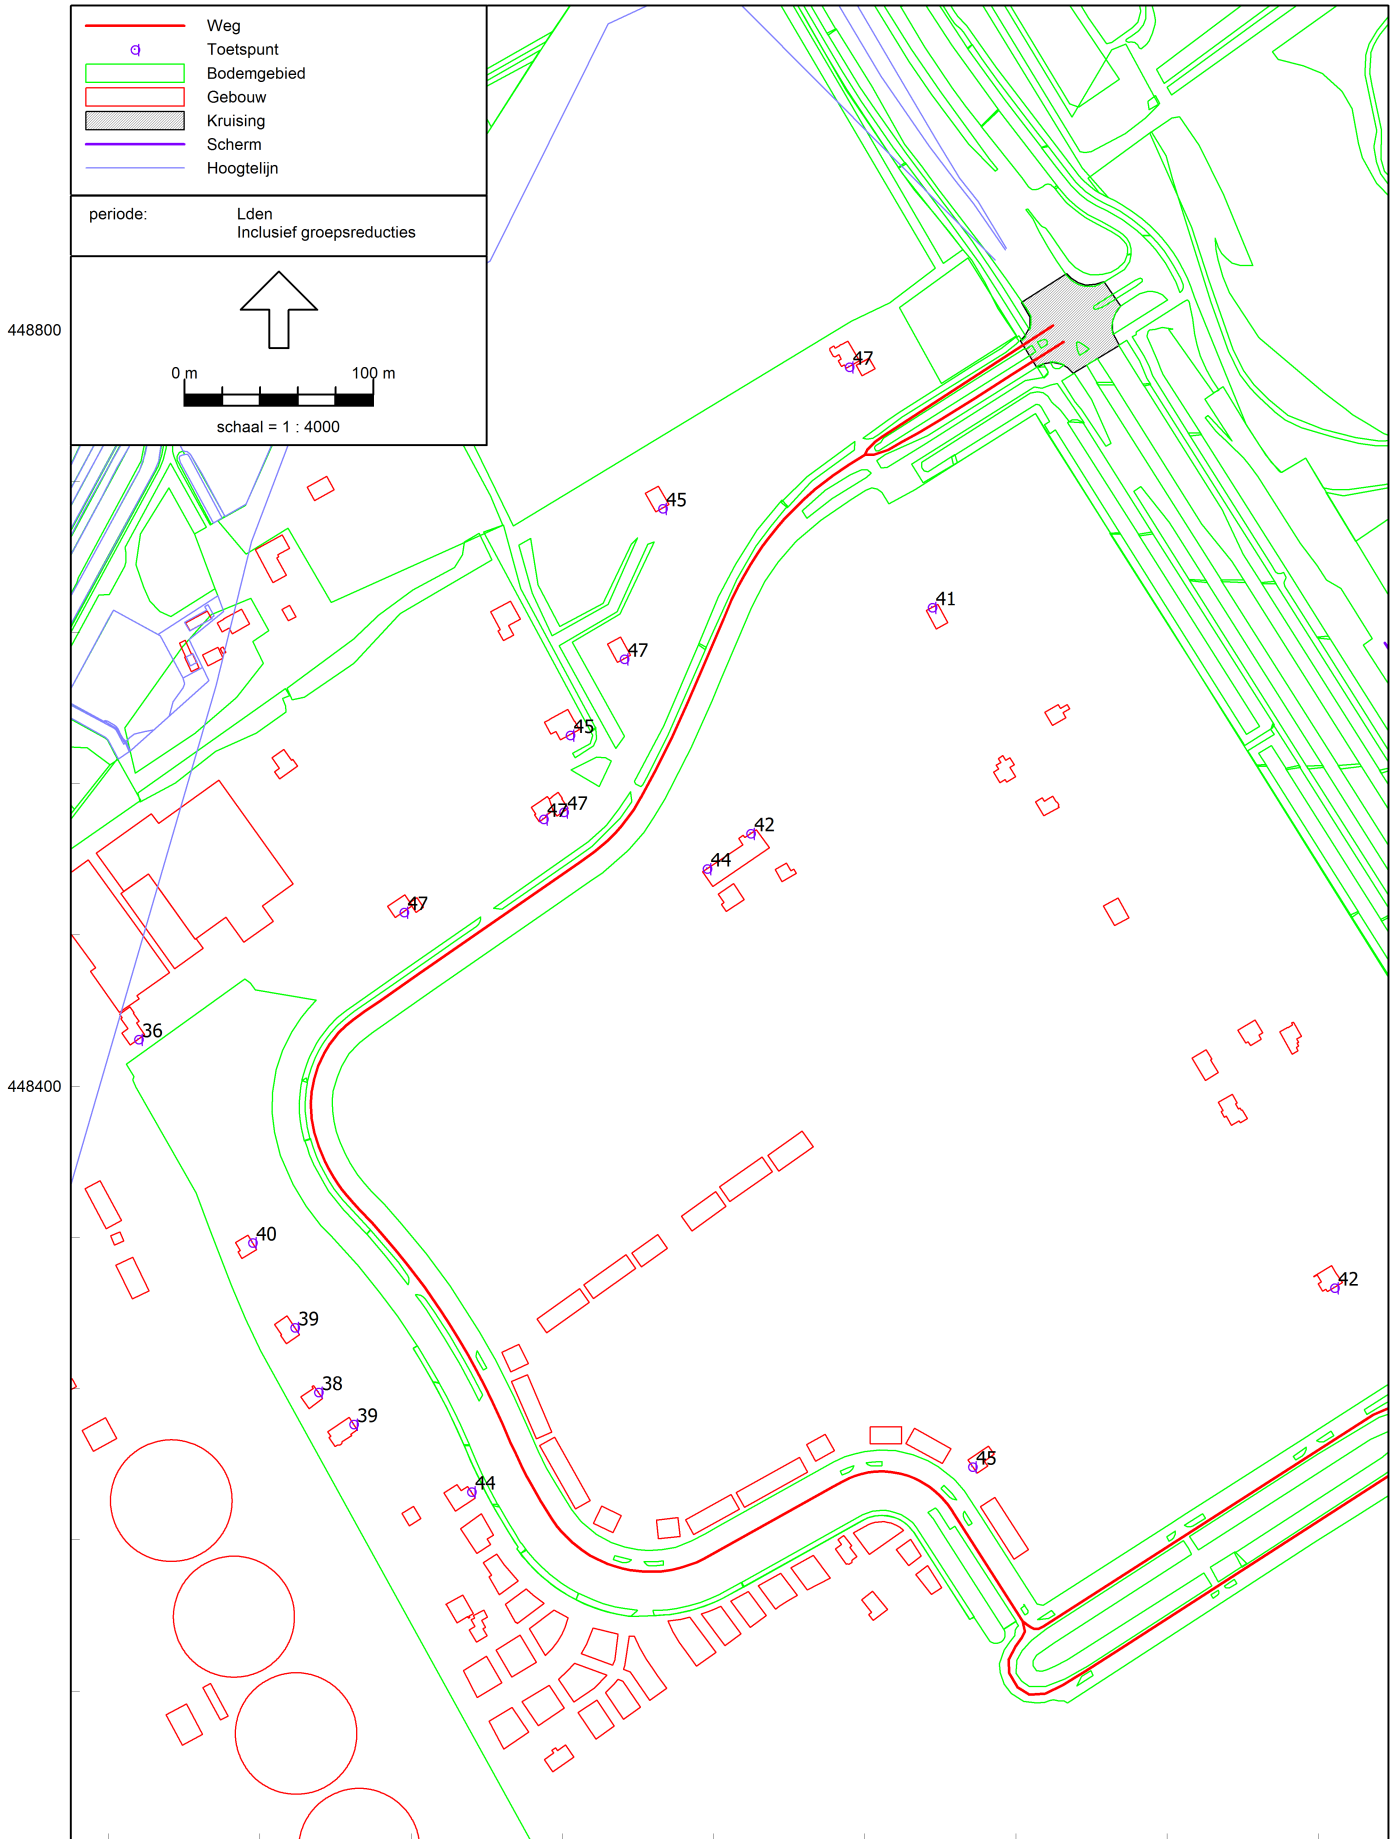 Weg
Toetspunt
Bodemgebied
Gebouw
Kruising
Scherm
Hoogtelijn
periode: Lden
Inclusief groepsreducties
0 m 100 m
schaal = 1 : 4000
448800
47
45
41
47
45
47
47
42
44
47
36
448400
40
42
39
38
39
45
44